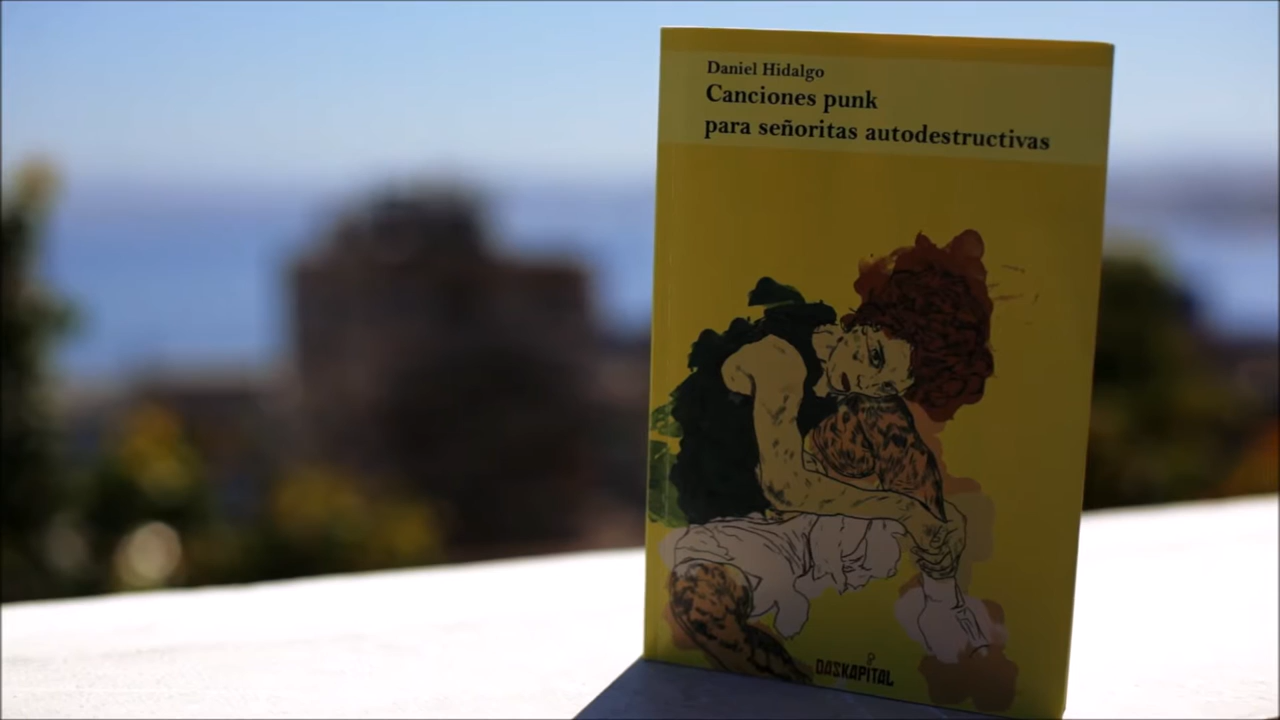 Daniel Hidalgo
Canciones punk
para señoritas autodestructivas
DASKAPITAL